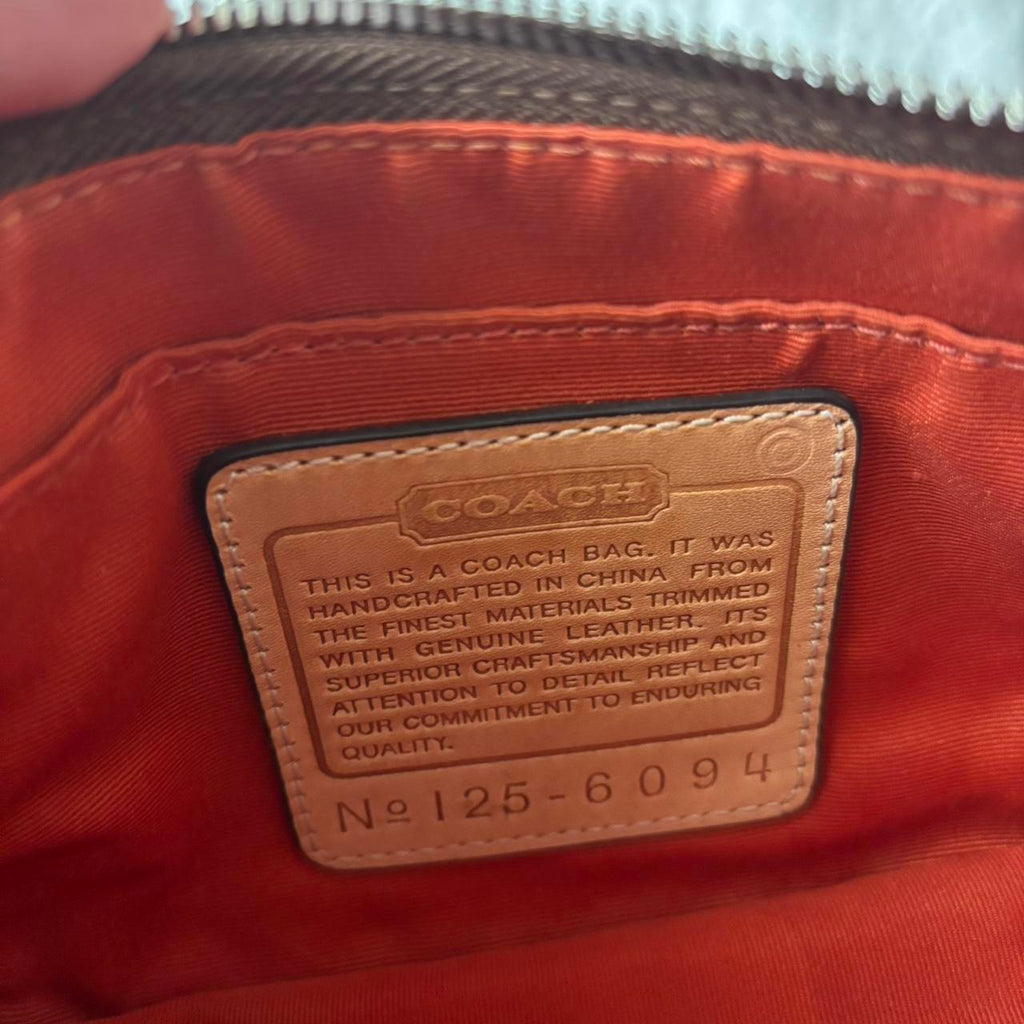 ©
COACH
THIS IS A COACH BAG. IT WAS
HANDCRAFTED IN CHINA FROM
THE FINEST MATERIALS TRIMMED
WITH GENUINE LEATHER. ITS
SUPERIOR CRAFTSMANSHIP AND
ATTENTION TO DETAIL REFLECT
OUR COMMITMENT TO ENDURING
QUALITY.
Nº 125-6094